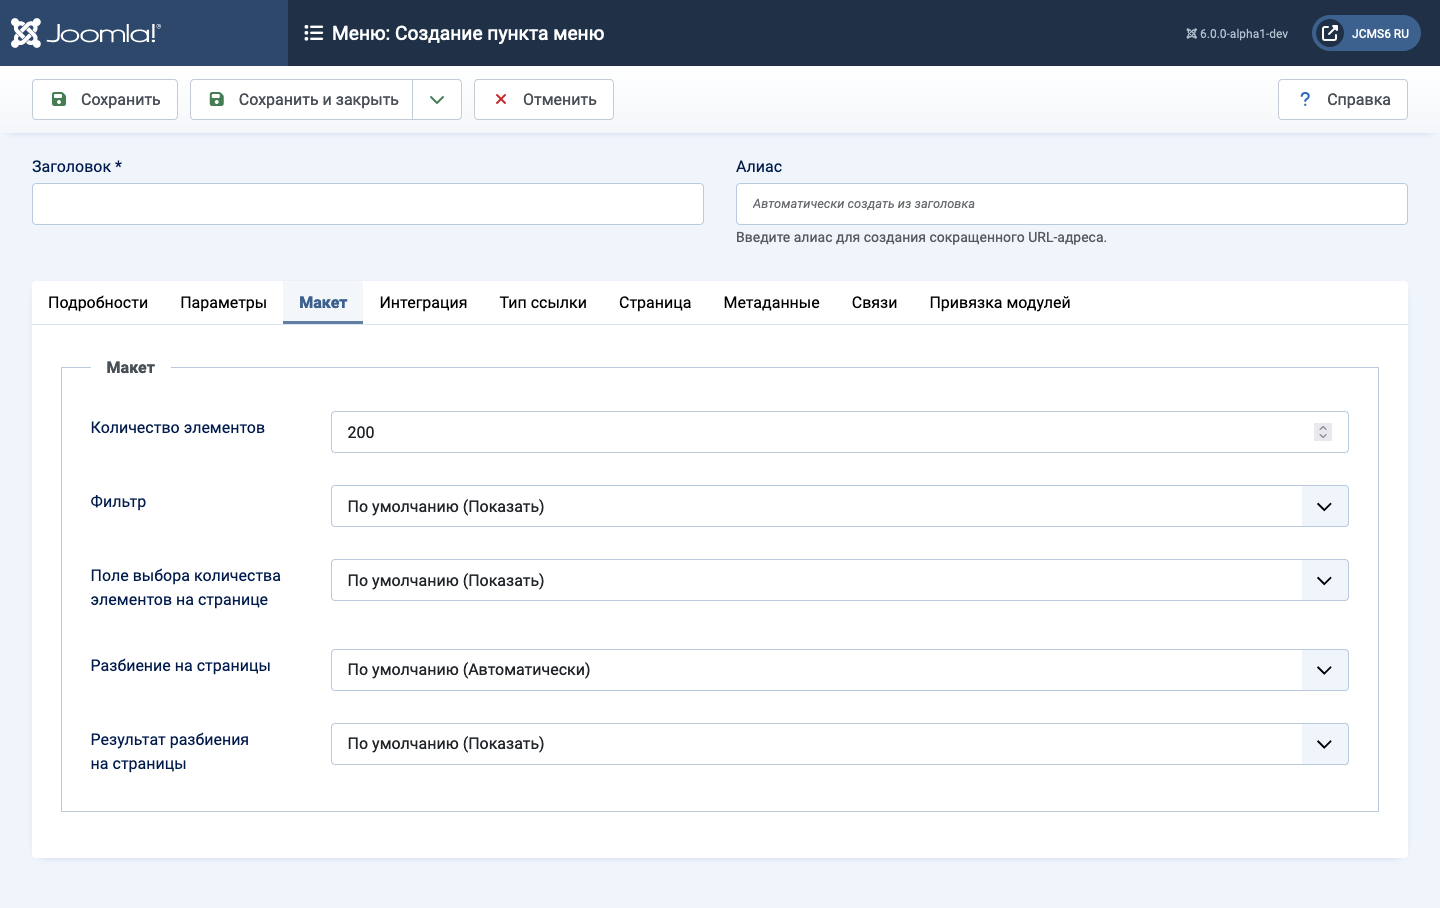 Joomla!®
Меню: Создание пункта меню
6.0.0-alpha1-dev
JCMS6 RU
Сохранить
Сохранить и закрыть
Отменить
? Справка
Заголовок *
Алиас
Автоматически создать из заголовка
Введите алиас для создания сокращенного URL-адреса.
Подробности Параметры Макет Интеграция Тип ссылки Страница Метаданные Связи Привязка модулей
Макет
Количество элементов
200
Фильтр
По умолчанию (Показать)
Поле выбора количества
элементов на странице
По умолчанию (Показать)
Разбиение на страницы
По умолчанию (Автоматически)
Результат разбиения
на страницы
По умолчанию (Показать)